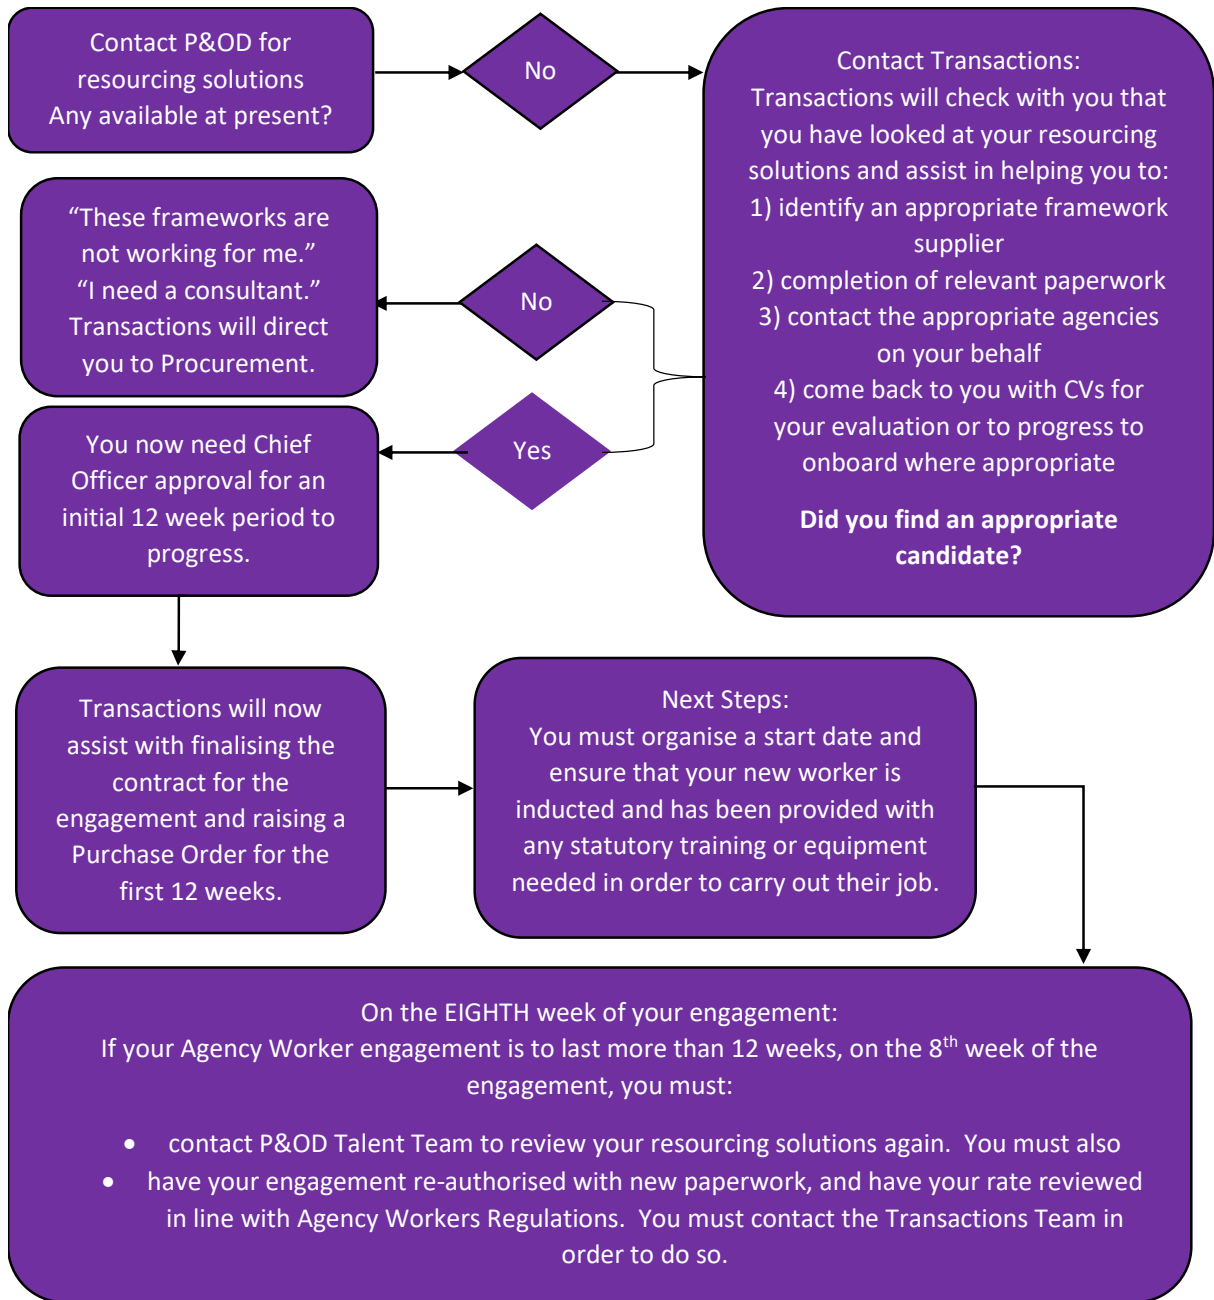 Contact P&OD for
resourcing solutions
Any available at present?
No
Contact Transactions:
Transactions will check with you that
you have looked at your resourcing
solutions and assist in helping you to:
1) identify an appropriate framework
supplier
2) completion of relevant paperwork
3) contact the appropriate agencies
on your behalf
4) come back to you with CVs for
your evaluation or to progress to
onboard where appropriate
Did you find an appropriate
candidate?
No
“These frameworks are
not working for me.”
“I need a consultant.”
Transactions will direct
you to Procurement.
Yes
You now need Chief
Officer approval for an
initial 12 week period to
progress.
Transactions will now
assist with finalising the
contract for the
engagement and raising a
Purchase Order for the
first 12 weeks.
Next Steps:
You must organise a start date and
ensure that your new worker is
inducted and has been provided with
any statutory training or equipment
needed in order to carry out their job.
On the EIGHTH week of your engagement:
If your Agency Worker engagement is to last more than 12 weeks, on the 8th week of the
engagement, you must:
• contact P&OD Talent Team to review your resourcing solutions again.  You must also
• have your engagement re-authorised with new paperwork, and have your rate reviewed
in line with Agency Workers Regulations.  You must contact the Transactions Team in
order to do so.